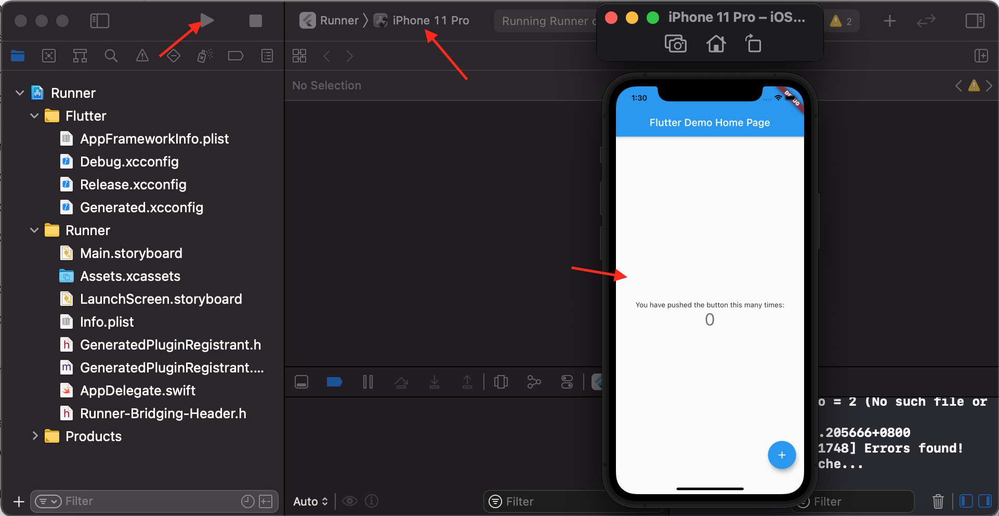 Runner
iPhone 11 Pro
Running Runner
iPhone 11 Pro – iOS...
2
No Selection
Runner
Flutter
AppFrameworkInfo.plist
Debug.xcconfig
Release.xcconfig
Generated.xcconfig
Runner
Main.storyboard
Assets.xcassets
LaunchScreen.storyboard
Info.plist
h GeneratedPluginRegistrant.h
m GeneratedPluginRegistrant....
AppDelegate.swift
h Runner-Bridging-Header.h
Products
Filter
1:30
DEBUG
Flutter Demo Home Page
You have pushed the button this many times:
0
+
o = 2 (No such file or
.205666+0800
1748] Errors found!
che...
Auto
Filter
Filter